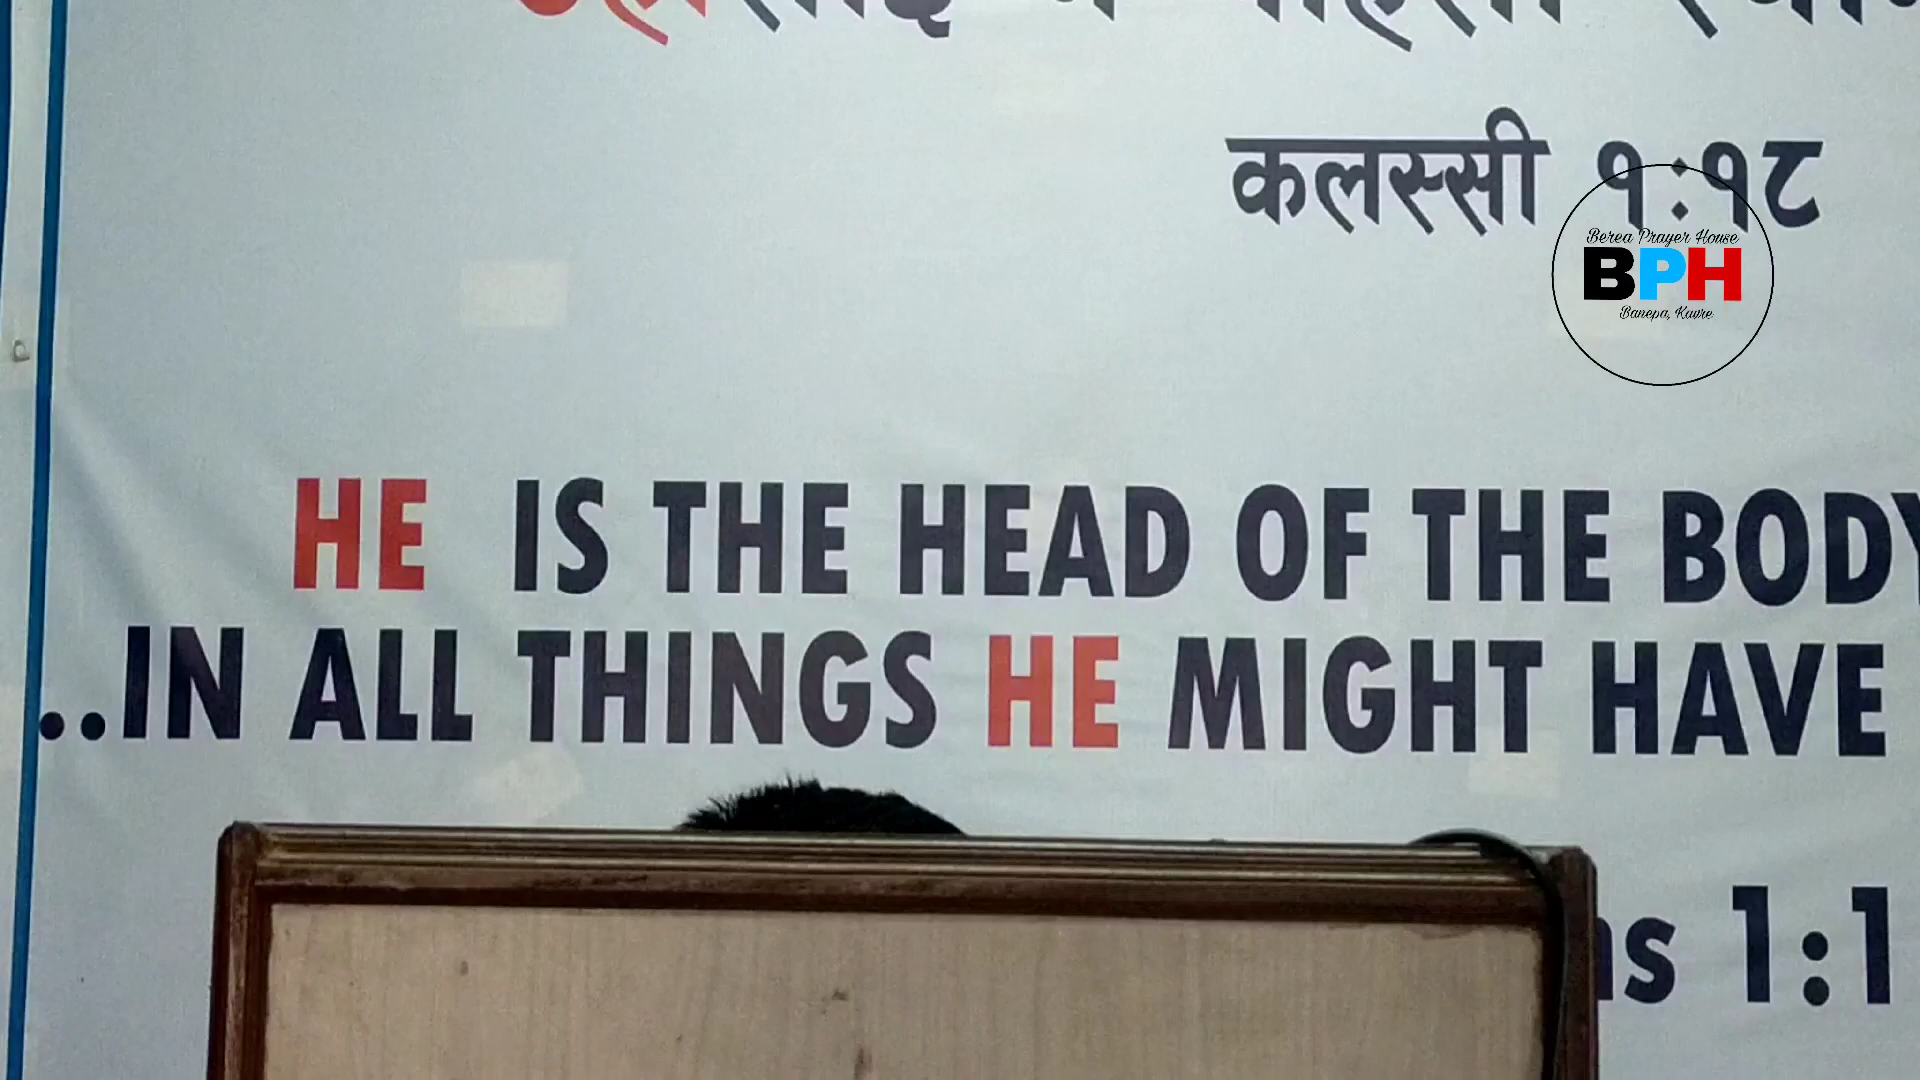 कलस्सी १:१८
Berea Prayer House
BPH
Banepa, Kavre
HE IS THE HEAD OF THE BODY
..IN ALL THINGS HE MIGHT HAVE
1:1